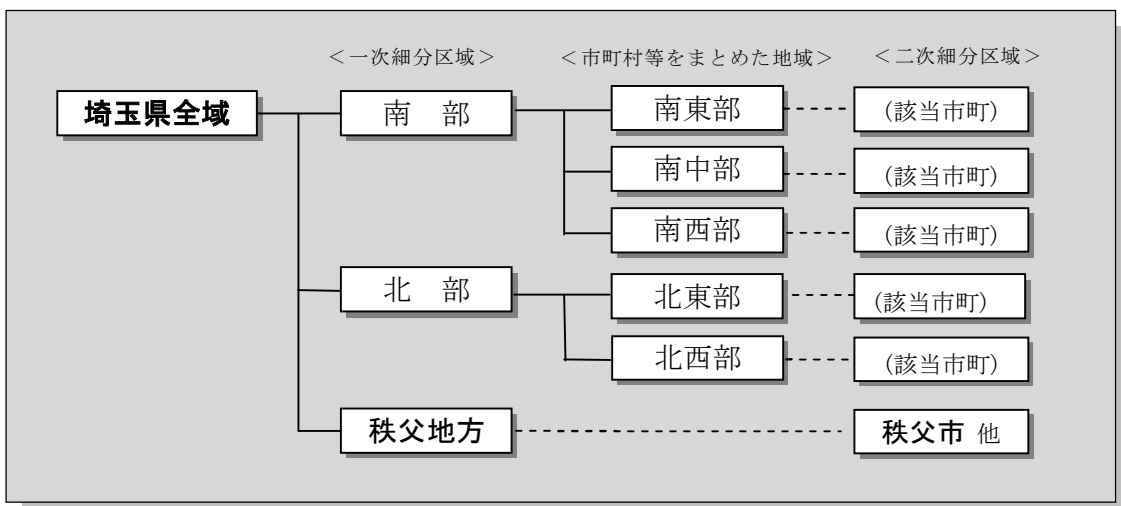 ＜一次細分区域＞ ＜市町村等をまとめた地域＞ ＜二次細分区域＞
埼玉県全域 南　部 南東部 (該当市町)
南中部 (該当市町)
南西部 (該当市町)
北　部 北東部 (該当市町)
北西部 (該当市町)
秩父地方 秩父市 他